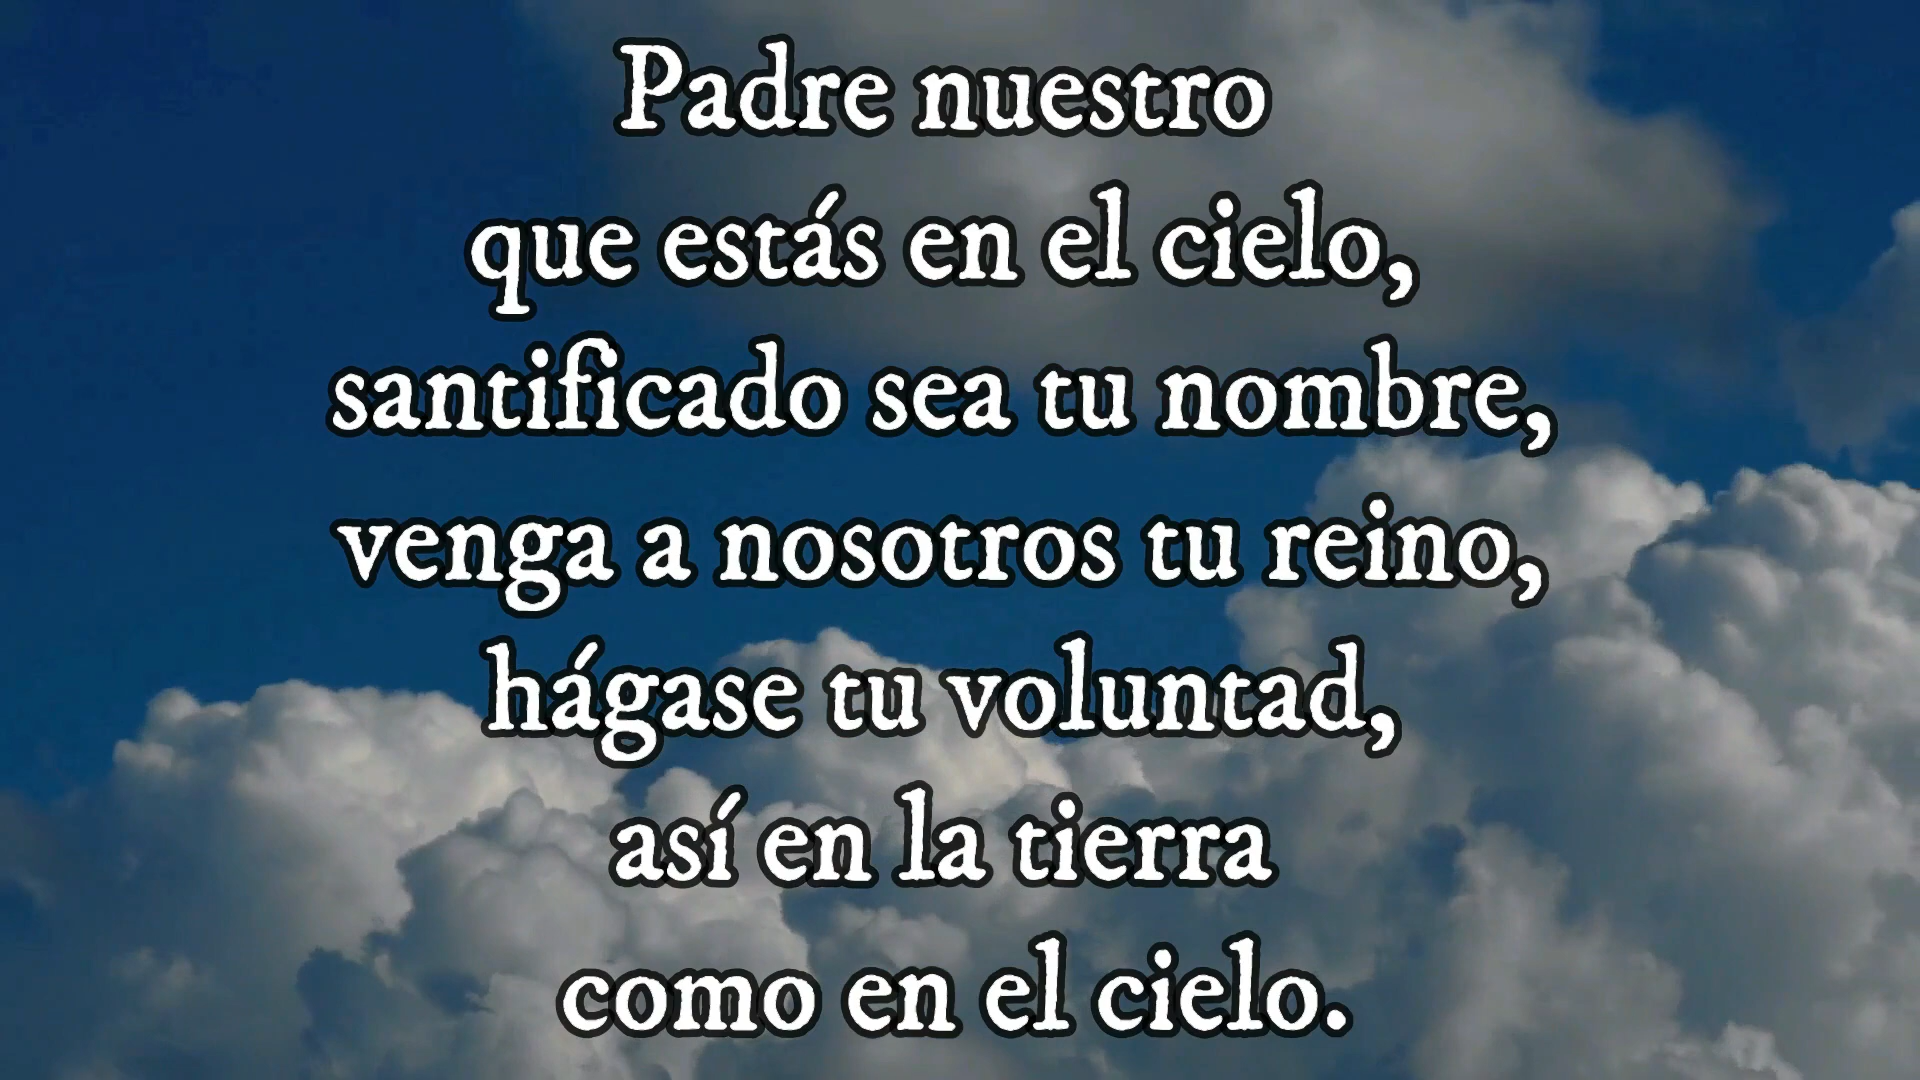 Padre nuestro
que estás en el cielo,
santificado sea tu nombre,
venga a nosotros tu reino,
hágase tu voluntad,
así en la tierra
como en el cielo.